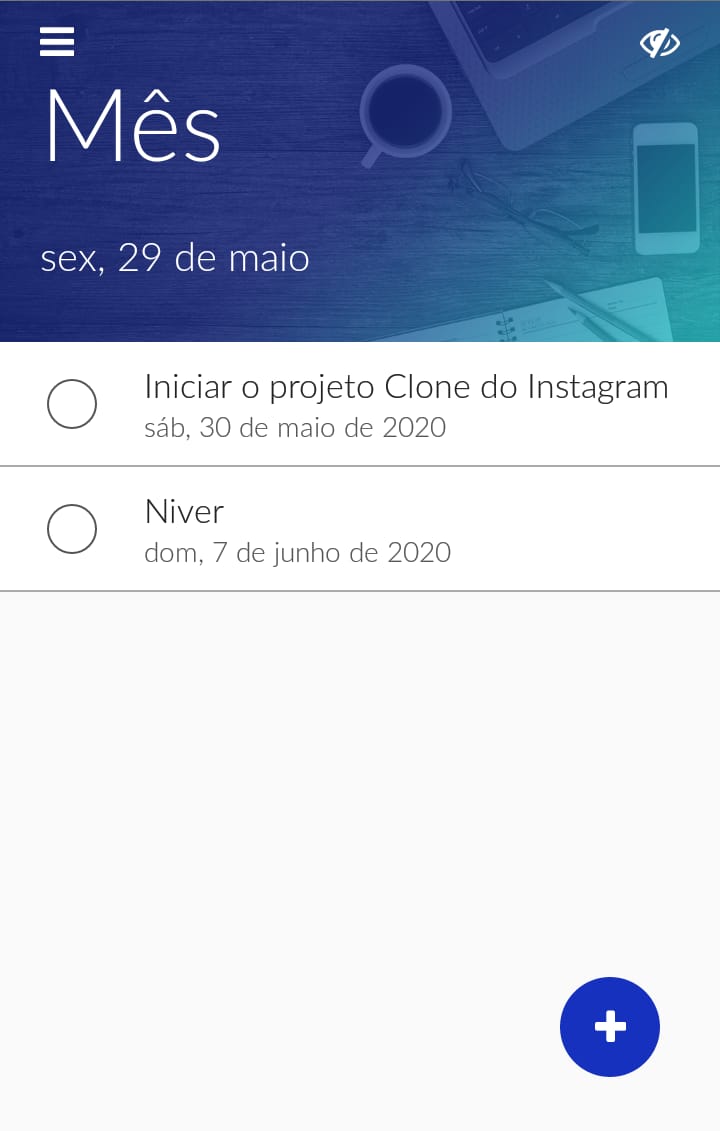 Mês
sex, 29 de maio
Iniciar o projeto Clone do Instagram
sáb, 30 de maio de 2020
Niver
dom, 7 de junho de 2020